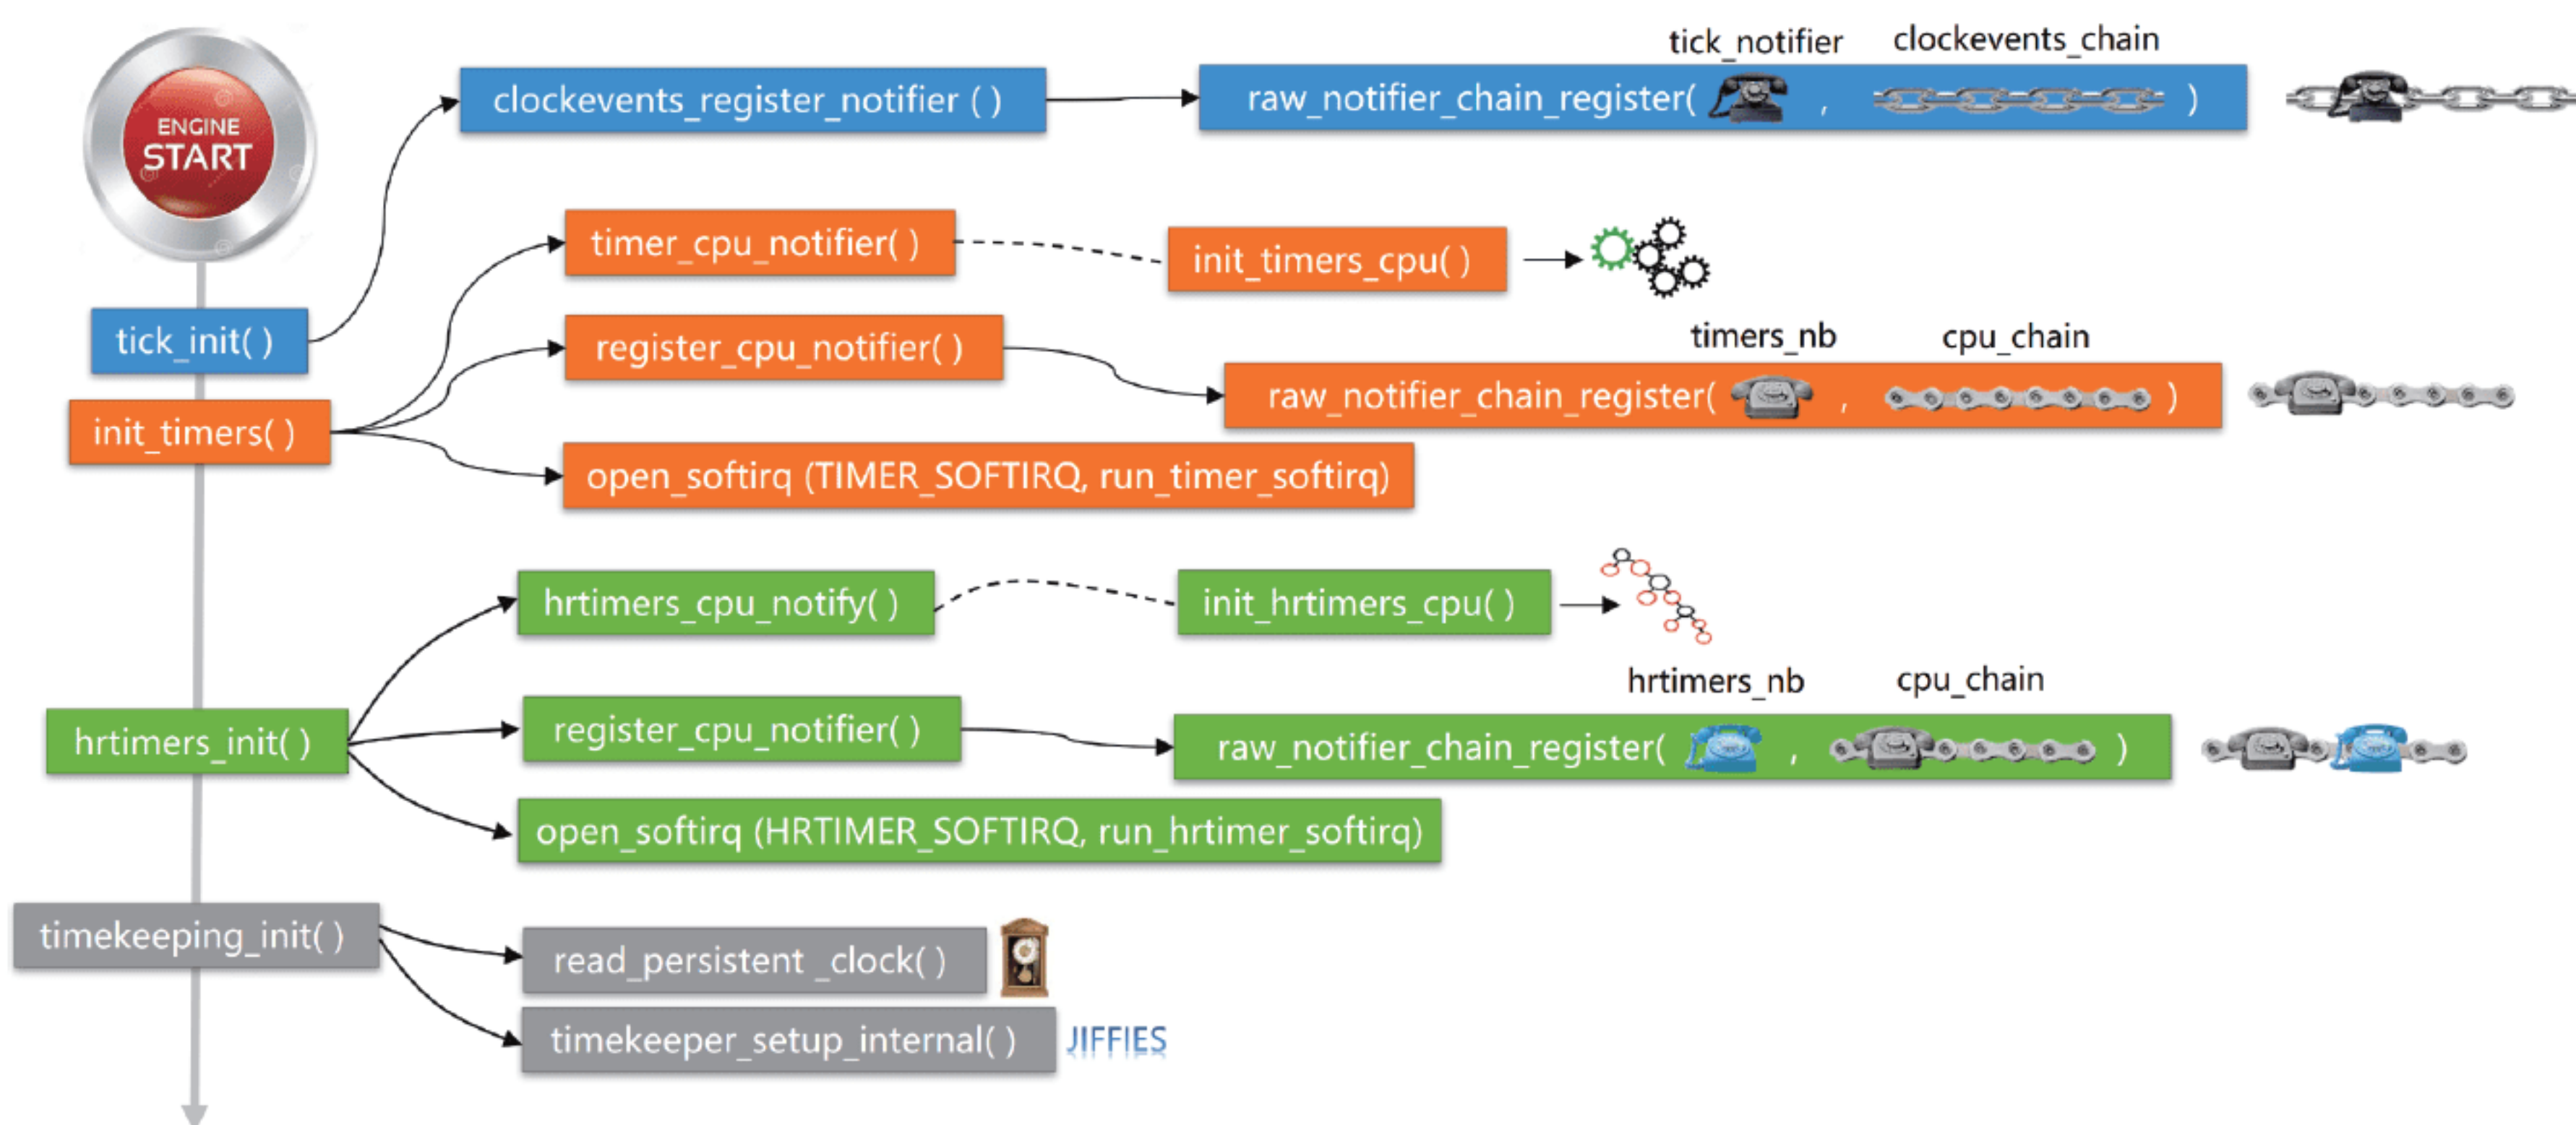 ENGINE
START
tick_notifier
clockevents_chain
clockevents_register_notifier ( )
raw_notifier_chain_register( , )
timer_cpu_notifier( )
init_timers_cpu( )
tick_init( )
timers_nb
cpu_chain
register_cpu_notifier( )
raw_notifier_chain_register( , )
init_timers( )
open_softirq (TIMER_SOFTIRQ, run_timer_softirq)
hrtimers_cpu_notify( )
init_hrtimers_cpu( )
hrtimers_nb
cpu_chain
hrtimers_init( )
register_cpu_notifier( )
raw_notifier_chain_register( , )
open_softirq (HRTIMER_SOFTIRQ, run_hrtimer_softirq)
timekeeping_init( )
read_persistent _clock( )
timekeeper_setup_internal( )
JIFFIES